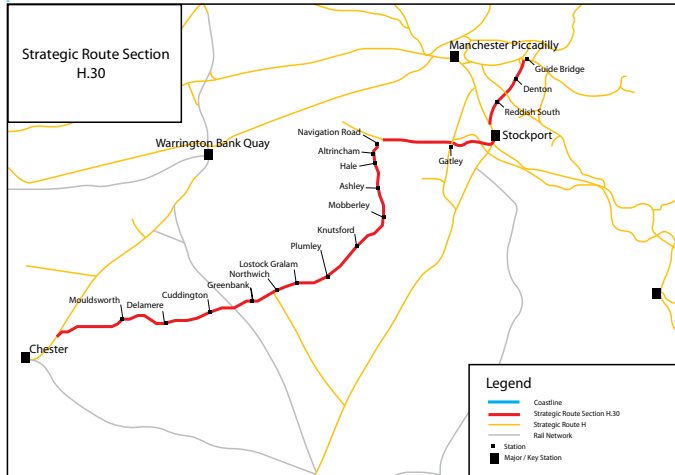 Strategic Route Section
H.30
Manchester Piccadilly
Guide Bridge
Denton
Reddish South
Stockport
Navigation Road
Warrington Bank Quay
Altrincham
Gatley
Hale
Ashley
Mobberley
Knutsford
Plumley
Lostock Gralam
Northwich
Greenbank
Cuddington
Mouldsworth
Delamere
Chester
Legend
Coastline
Strategic Route Section H.30
Strategic Route H
Rail Network
Station
Major / Key Station